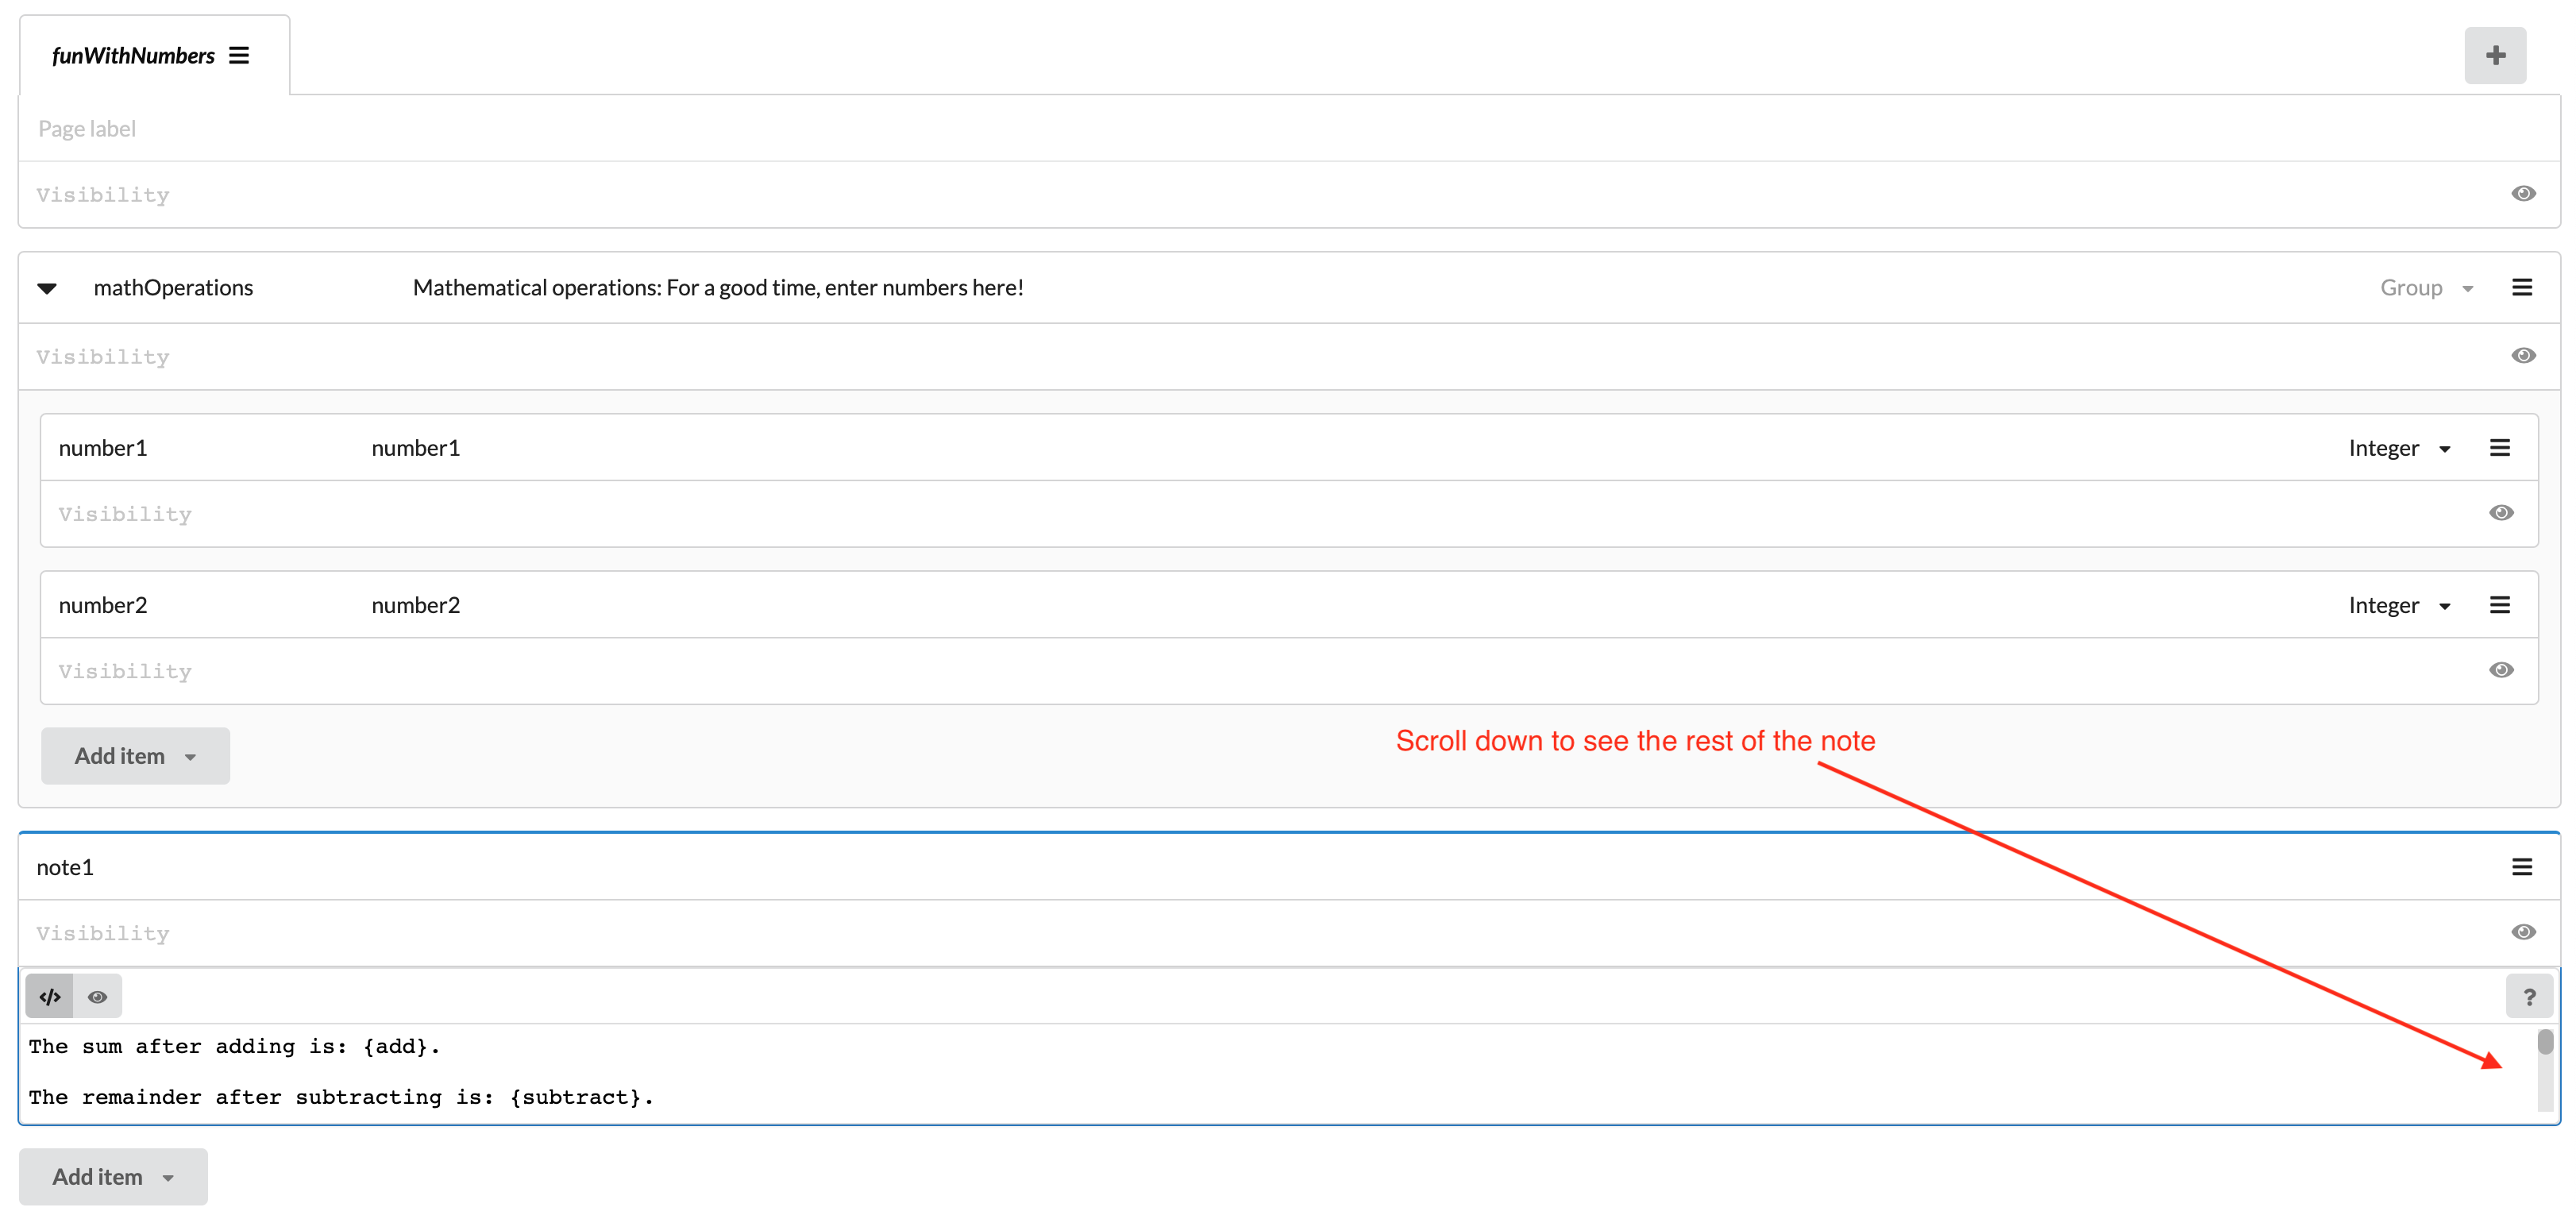 funWithNumbers
Page label
Visibility
mathOperations Mathematical operations: For a good time, enter numbers here! Group
Visibility
number1 number1 Integer
Visibility
number2 number2 Integer
Visibility
Add item
Scroll down to see the rest of the note
note1
Visibility
</> ?
The sum after adding is: {add}.
The remainder after subtracting is: {subtract}.
Add item